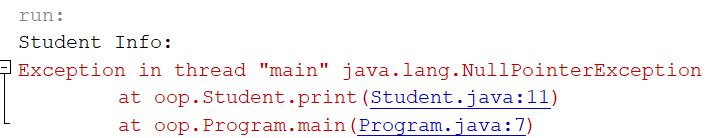 run:
Student Info:
Exception in thread "main" java.lang.NullPointerException
at oop.Student.print(Student.java:11)
at oop.Program.main(Program.java:7)